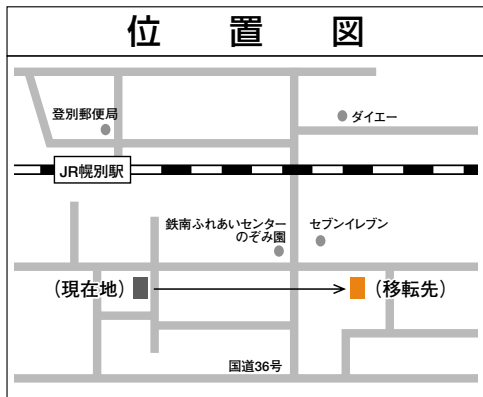 位置図
登別郵便局
ダイエー
JR幌別駅
鉄南ふれあいセンター
のぞみ園
セブンイレブン
(現在地)
(移転先)
国道36号